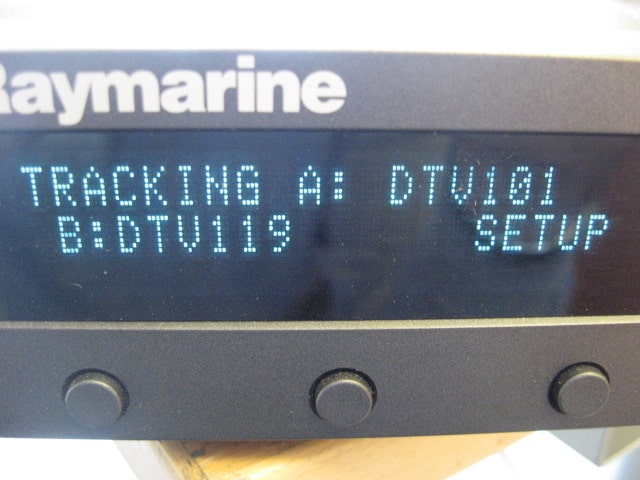 Raymarine
TRACKING A: DTV101
B:DTV119 SETUP